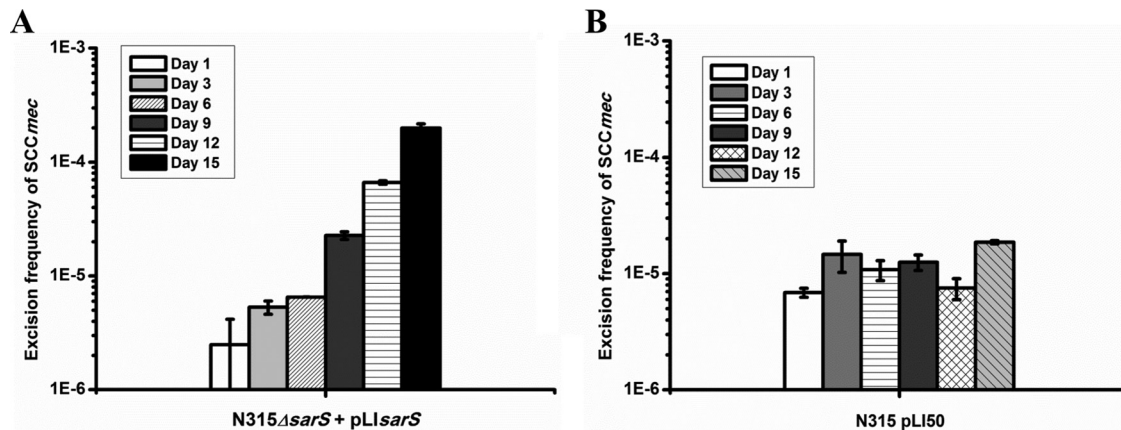 A
Excision frequency of SCCmec
1E-3
1E-4
1E-5
1E-6
Day 1
Day 3
Day 6
Day 9
Day 12
Day 15
N315ΔsarS + pLIsarS
B
Excision frequency of SCCmec
1E-3
1E-4
1E-5
1E-6
Day 1
Day 3
Day 6
Day 9
Day 12
Day 15
N315 pLI50